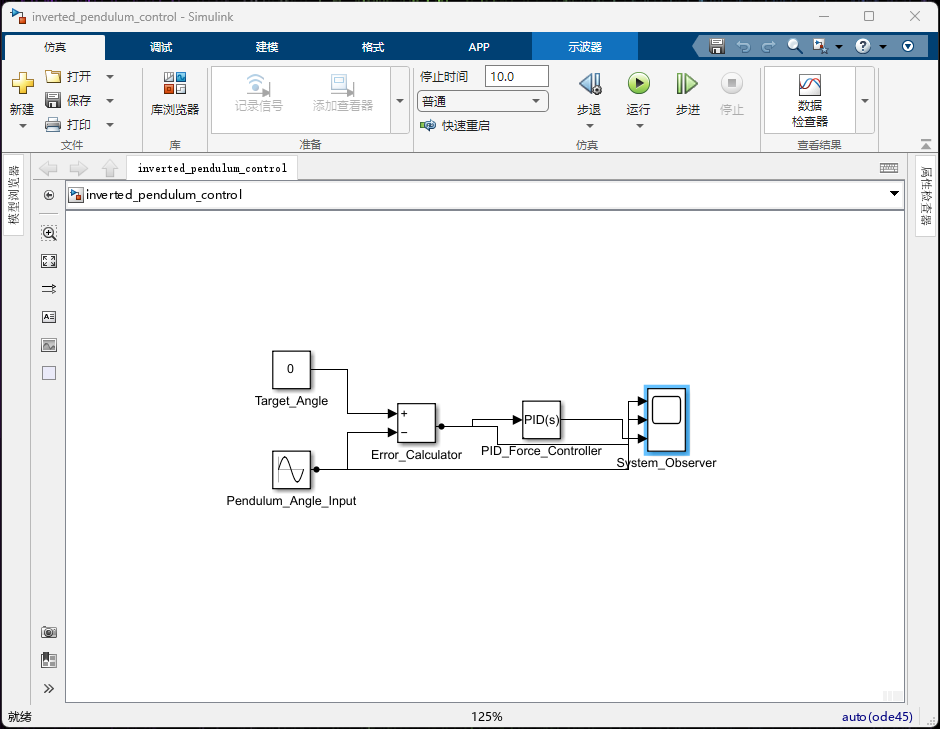 inverted_pendulum_control - Simulink
仿真 调试 建模 格式 APP 示波器
新建
打开
保存
打印
文件
库浏览器
库
记录信号
添加查看器
准备
停止时间 10.0
普通
快速重启
步退
运行
步进
停止
仿真
数据
检查器
查看结果
模型浏览器
inverted_pendulum_control
inverted_pendulum_control
属性检查器
0
Target_Angle
+
−
Error_Calculator
PID(s)
PID_Force_Controller
System_Observer
Pendulum_Angle_Input
就绪
125%
auto(ode45)